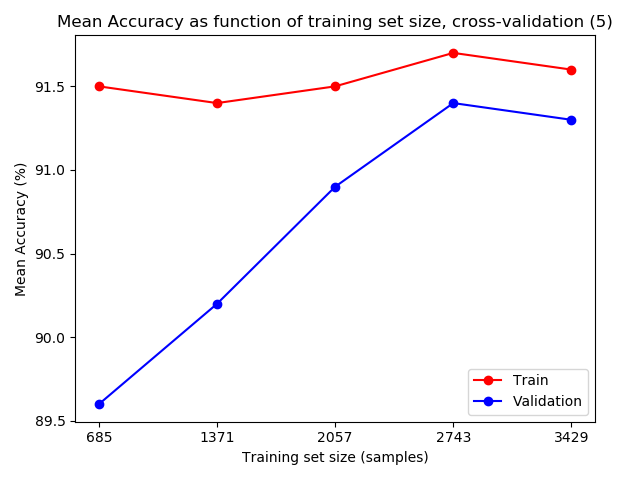 Mean Accuracy as function of training set size, cross-validation (5)
91.5
91.0
90.5
90.0
89.5
Mean Accuracy (%)
Train
Validation
685 1371 2057 2743 3429
Training set size (samples)